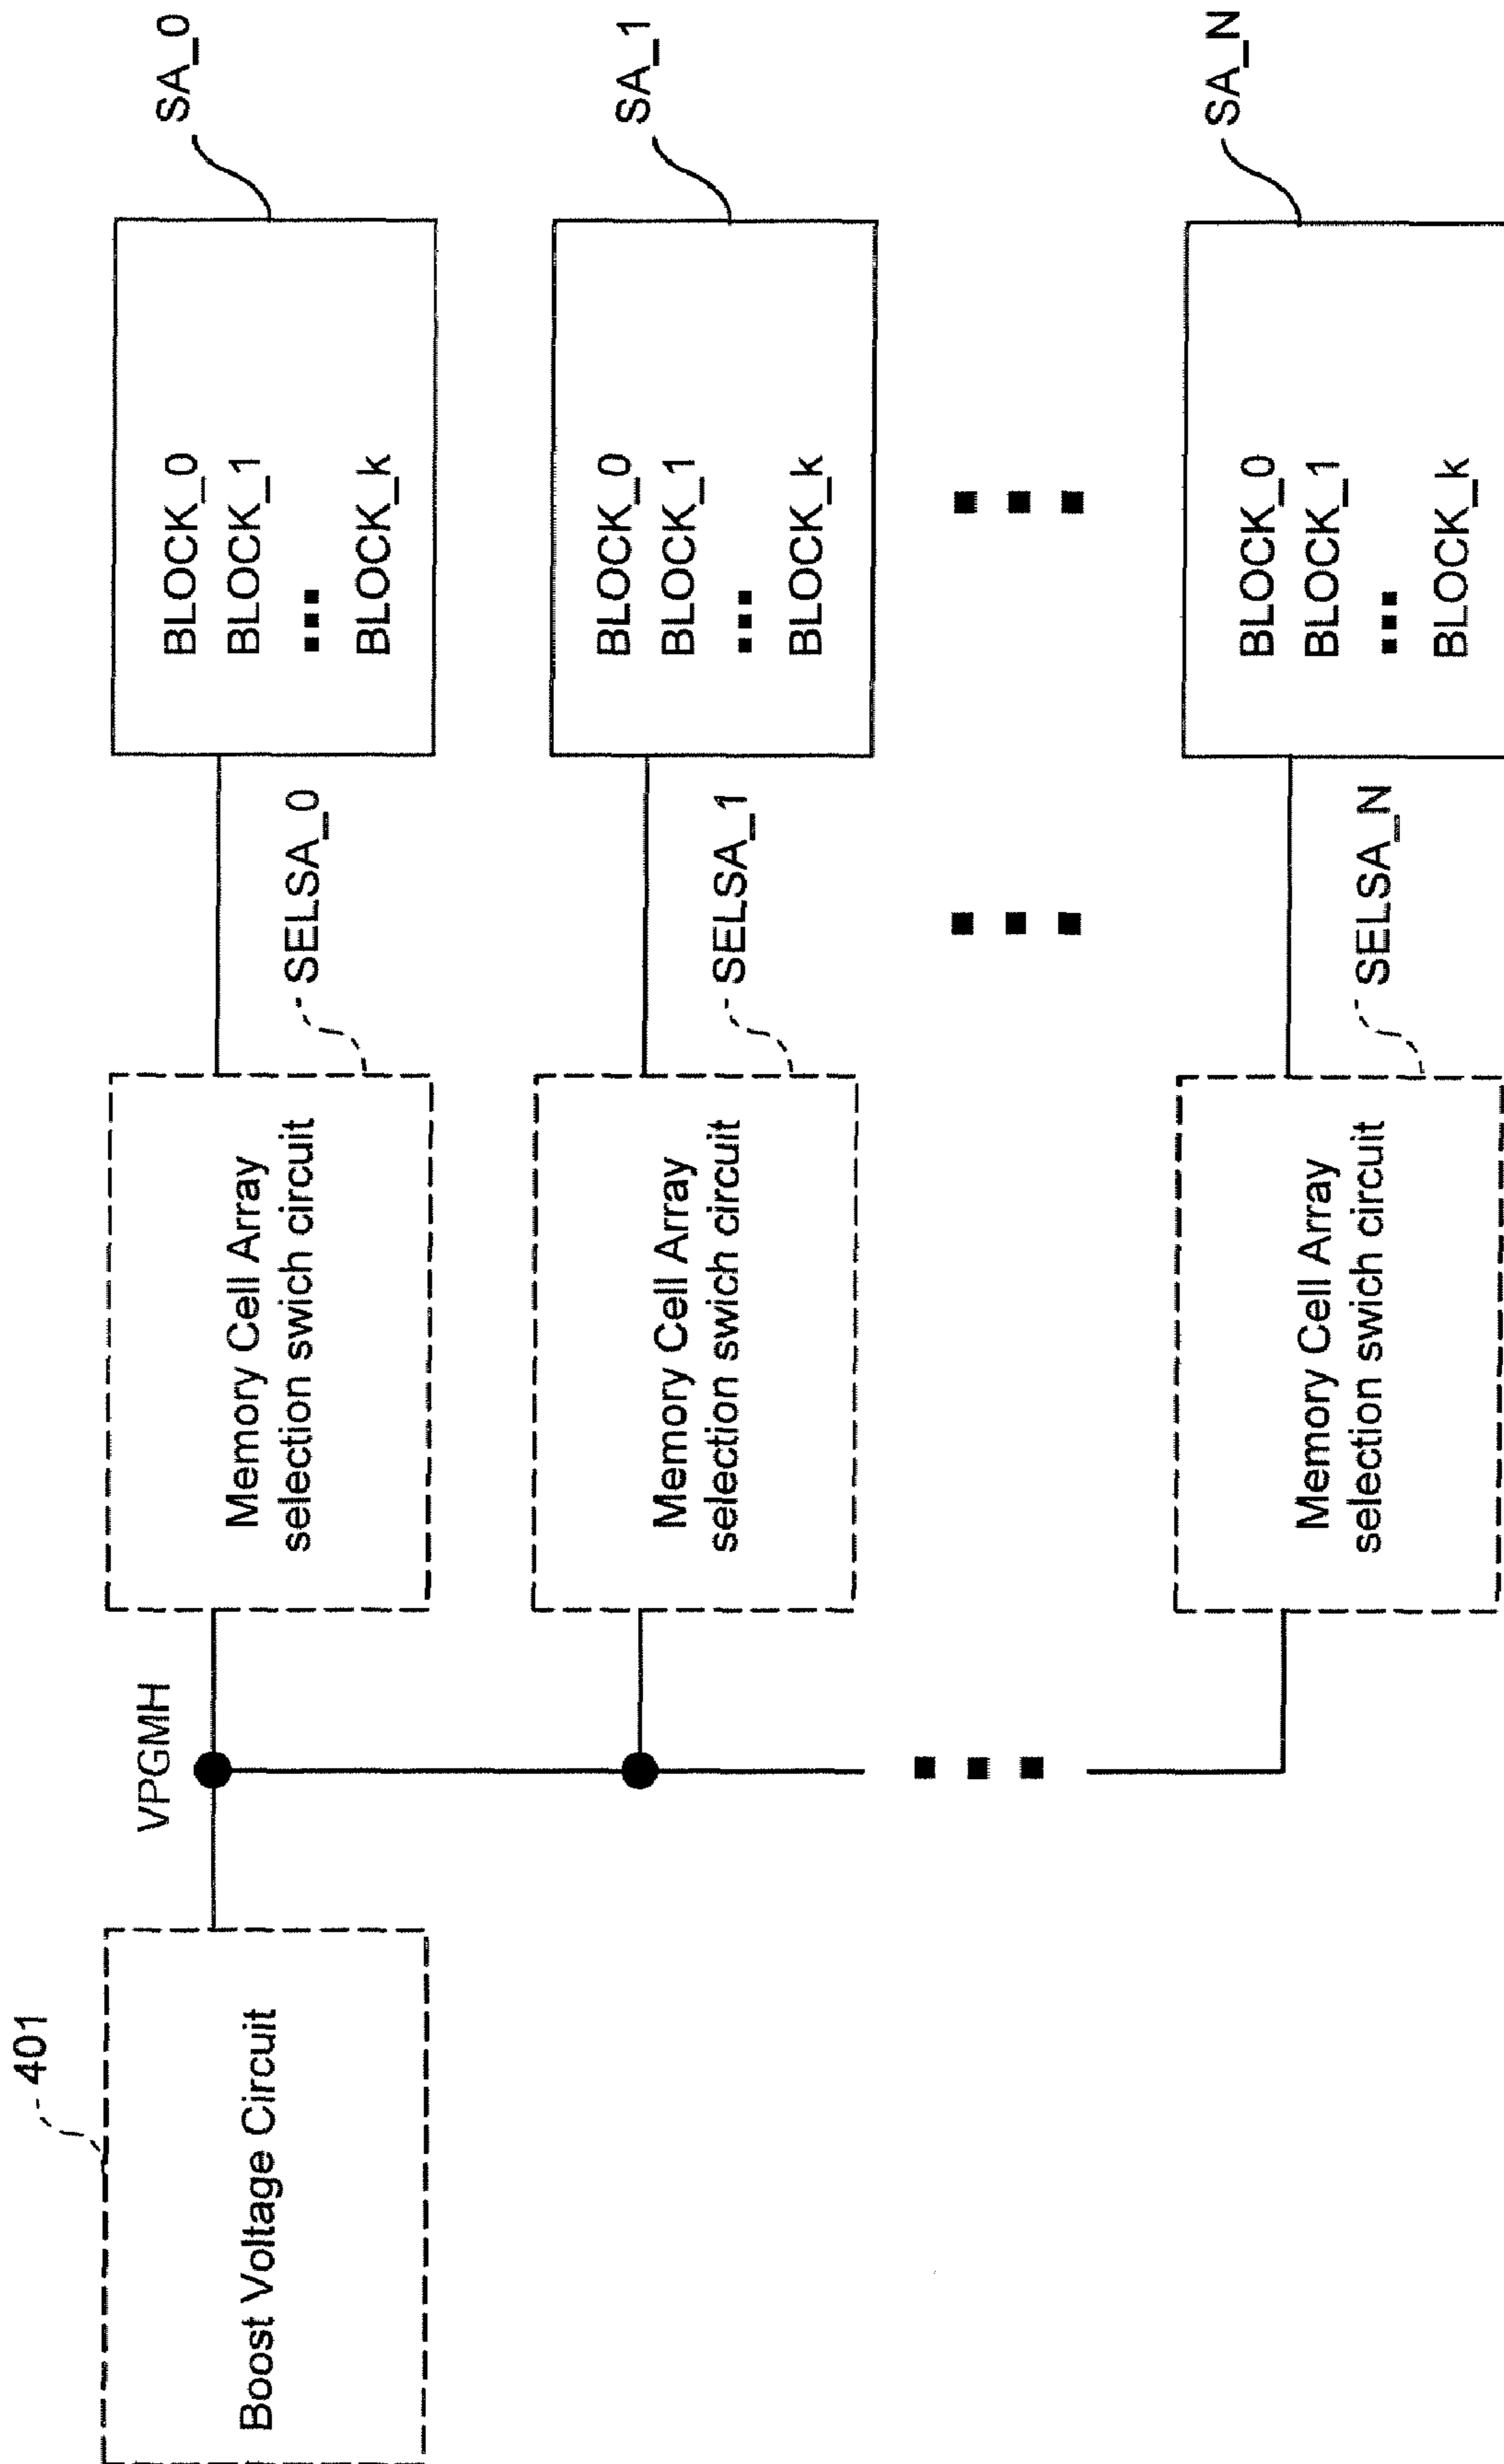 401
Boost Voltage Circuit
VPGMH
Memory Cell Array
selection swich circuit
SELSA_0
BLOCK_0
BLOCK_1
BLOCK_k
SA_0
Memory Cell Array
selection swich circuit
SELSA_1
BLOCK_0
BLOCK_1
BLOCK_k
SA_1
Memory Cell Array
selection swich circuit
SELSA_N
BLOCK_0
BLOCK_1
BLOCK_k
SA_N